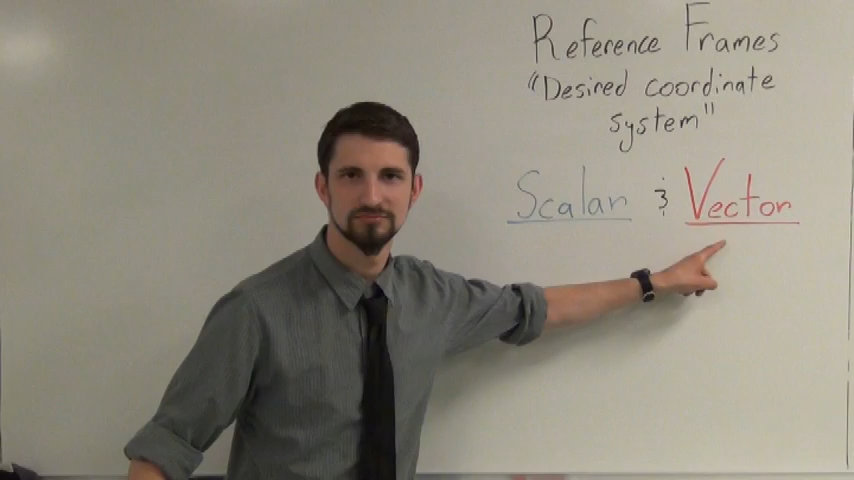 Reference Frames
"Desired coordinate
system"
Scalar & Vector